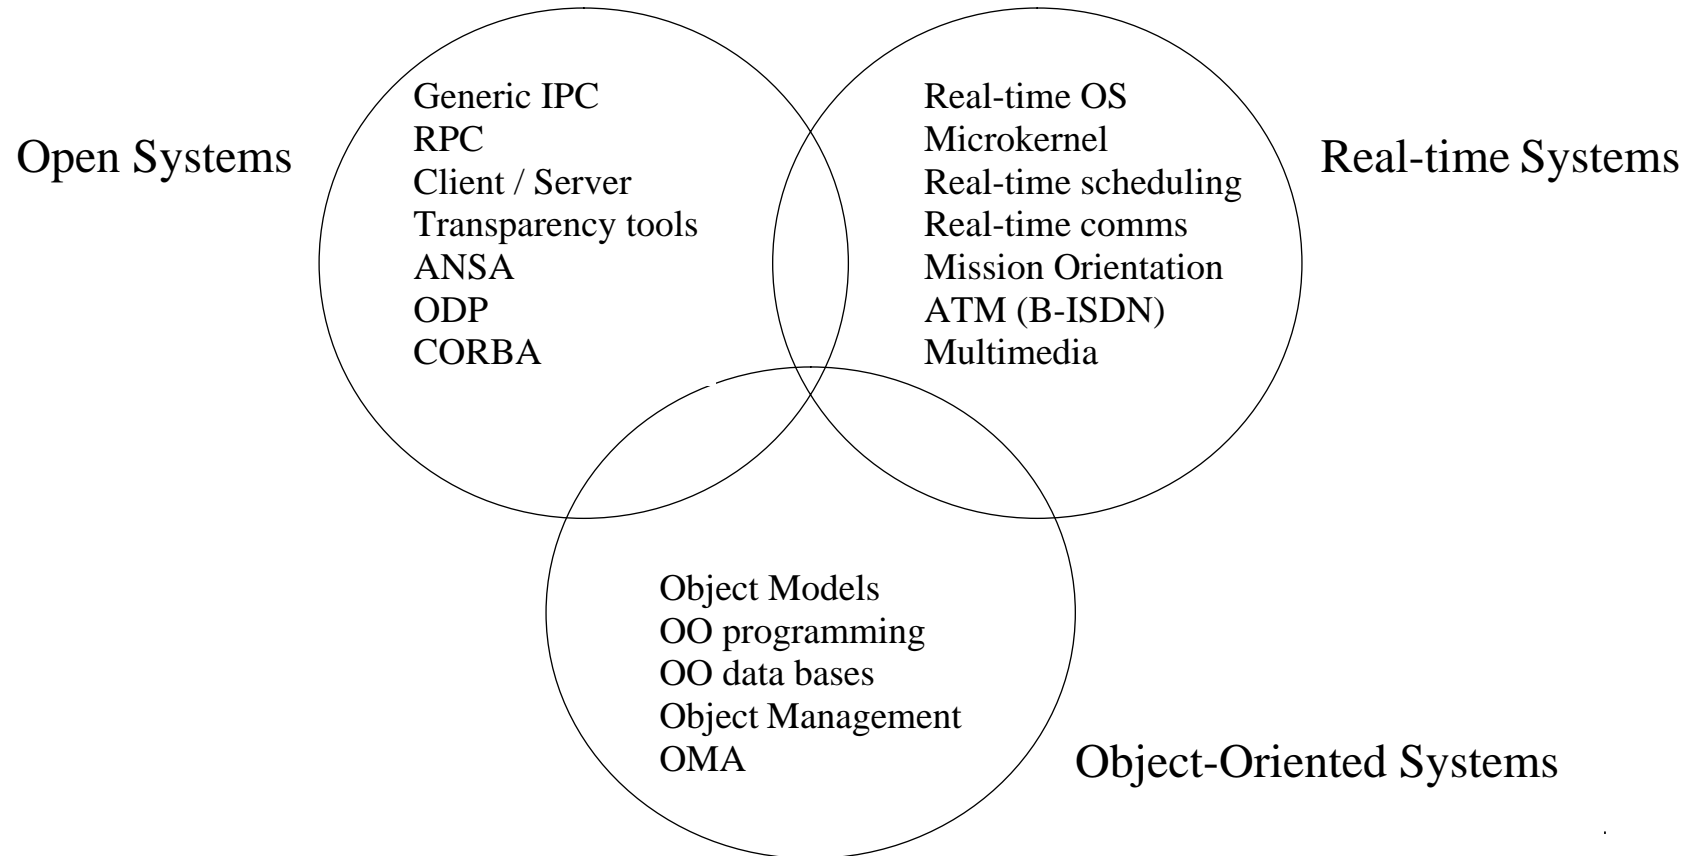 Open Systems
Generic IPC
RPC
Client / Server
Transparency tools
ANSA
ODP
CORBA
Real-time OS
Microkernel
Real-time scheduling
Real-time comms
Mission Orientation
ATM (B-ISDN)
Multimedia
Real-time Systems
Object Models
OO programming
OO data bases
Object Management
OMA
Object-Oriented Systems